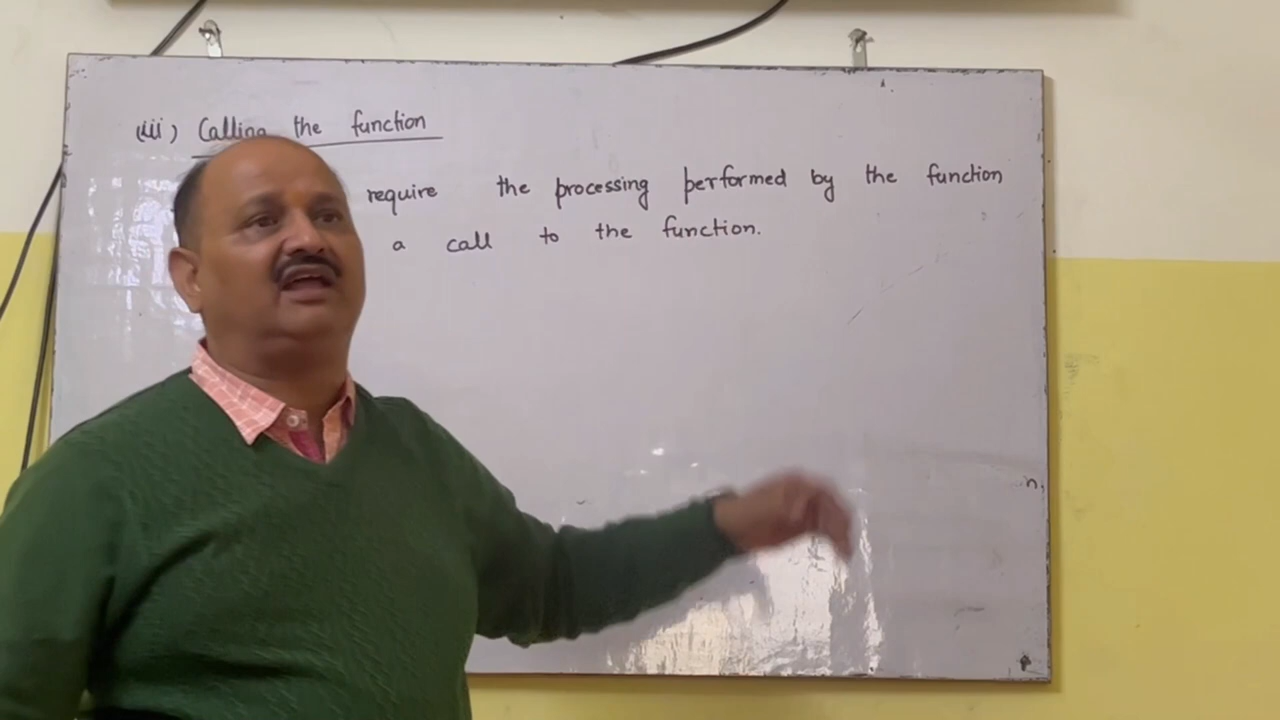 (iii) Calling the function
require the processing performed by the function
a call to the function.